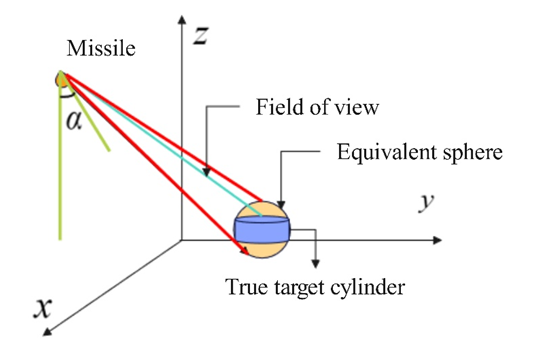 Missile
z
α
Field of view
Equivalent sphere
y
True target cylinder
x